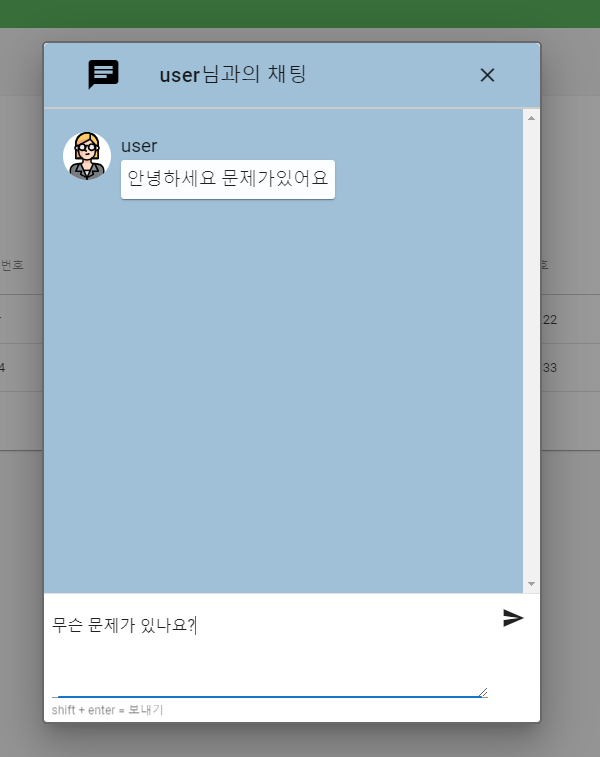 user님과의 채팅
user
안녕하세요 문제가있어요
번호
호
22
4
33
무슨 문제가 있나요?
shift + enter = 보내기